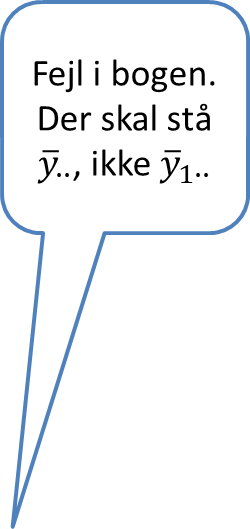 Fejl i bogen.
Der skal stå
ȳ.., ikke ȳ₁..